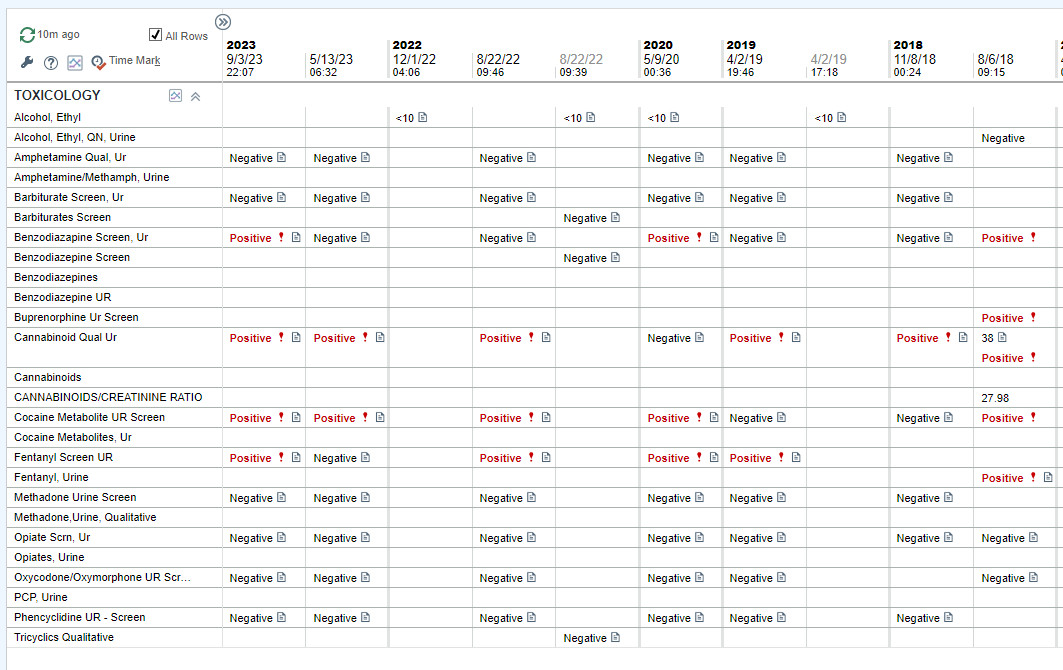 10m ago All Rows
Time Mark
2023 2022 2020 2019 2018
9/3/23 5/13/23 12/1/22 8/22/22 8/22/22 5/9/20 4/2/19 4/2/19 11/8/18 8/6/18
22:07 06:32 04:06 09:46 09:39 00:36 19:46 17:18 00:24 09:15
TOXICOLOGY
Alcohol, Ethyl <10 <10 <10 <10
Alcohol, Ethyl, QN, Urine Negative
Amphetamine Qual, Ur Negative Negative Negative Negative Negative Negative
Amphetamine/Methamph, Urine
Barbiturate Screen, Ur Negative Negative Negative Negative Negative Negative
Barbiturates Screen Negative
Benzodiazapine Screen, Ur Positive ! Negative Negative Positive ! Negative Negative Positive !
Benzodiazepine Screen Negative
Benzodiazepines
Benzodiazepine UR
Buprenorphine Ur Screen Positive !
Cannabinoid Qual Ur Positive ! Positive ! Positive ! Negative Positive ! Positive ! 38
Positive !
Cannabinoids
CANNABINOIDS/CREATININE RATIO 27.98
Cocaine Metabolite UR Screen Positive ! Positive ! Positive ! Positive ! Negative Negative Positive !
Cocaine Metabolites, Ur
Fentanyl Screen UR Positive ! Negative Positive ! Positive ! Positive !
Fentanyl, Urine Positive !
Methadone Urine Screen Negative Negative Negative Negative Negative Negative
Methadone,Urine, Qualitative
Opiate Scrn, Ur Negative Negative Negative Negative Negative Negative Negative
Opiates, Urine
Oxycodone/Oxymorphone UR Scr... Negative Negative Negative Negative Negative Negative
PCP, Urine
Phencyclidine UR - Screen Negative Negative Negative Negative Negative Negative
Tricyclics Qualitative Negative